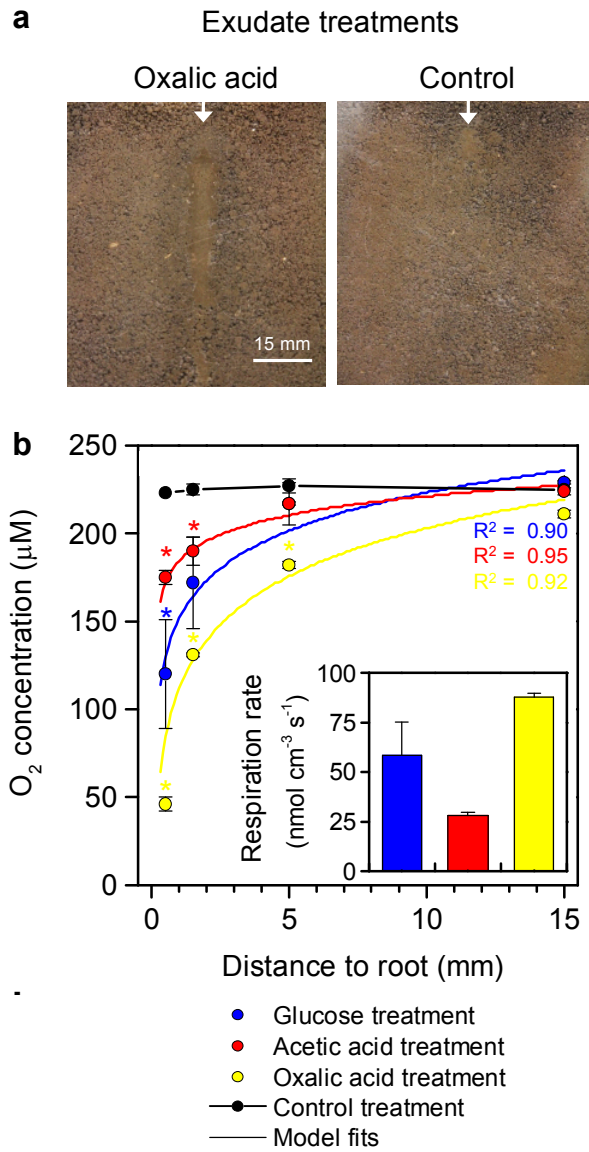 a
Exudate treatments
Oxalic acid
Control
15 mm
b
O₂ concentration (μM)
250
200
150
100
50
0
0
5
10
15
Distance to root (mm)
*
*
*
*
*
*
R² = 0.90
R² = 0.95
R² = 0.92
Respiration rate
(nmol cm⁻³ s⁻¹)
100
75
50
25
0
Glucose treatment
Acetic acid treatment
Oxalic acid treatment
Control treatment
Model fits